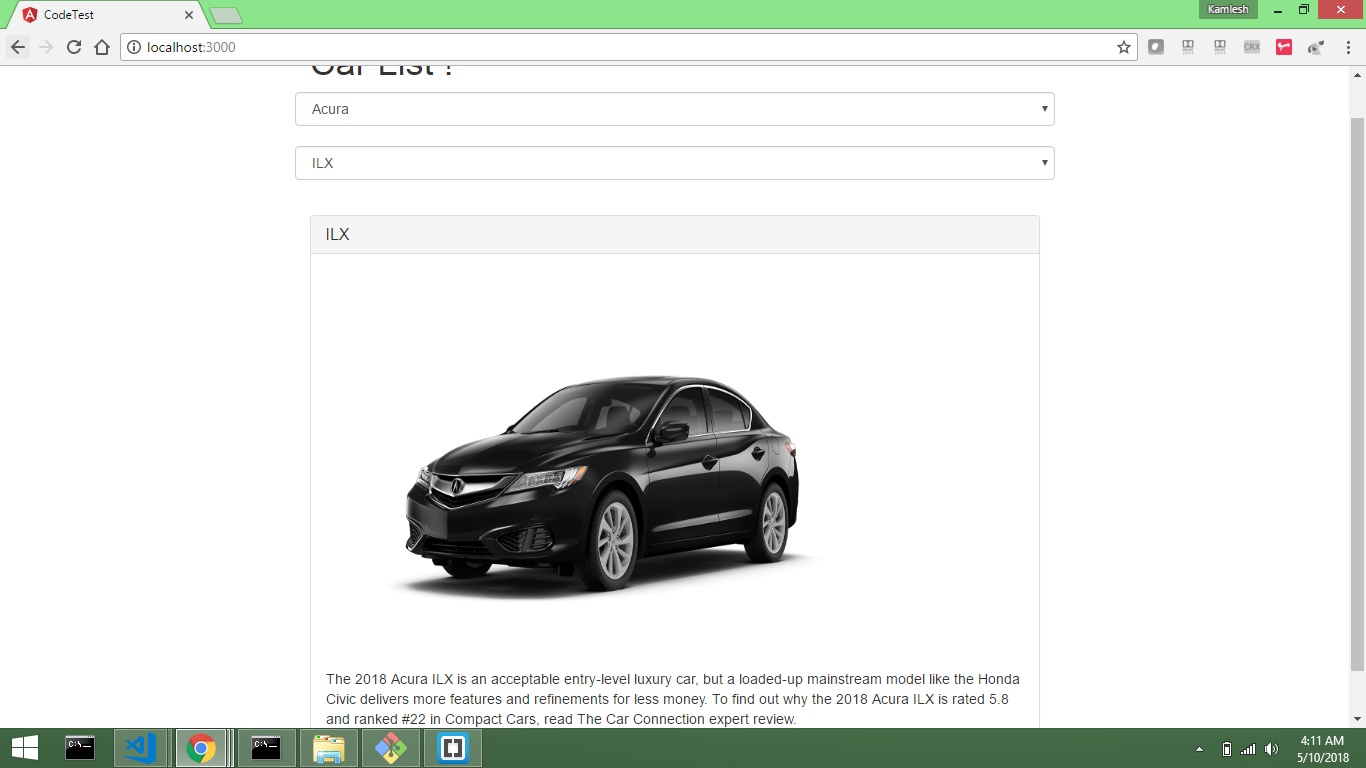 CodeTest
Kamlesh
localhost:3000
CRX
Car List !
Acura
ILX
ILX
The 2018 Acura ILX is an acceptable entry-level luxury car, but a loaded-up mainstream model like the Honda
Civic delivers more features and refinements for less money. To find out why the 2018 Acura ILX is rated 5.8
and ranked #22 in Compact Cars, read The Car Connection expert review.
4:11 AM
5/10/2018